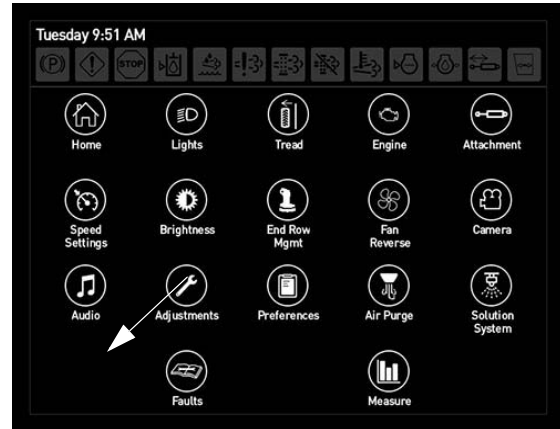 Tuesday 9:51 AM
STOP
Home Lights Tread Engine Attachment
Speed Settings Brightness End Row Mgmt Fan Reverse Camera
Audio Adjustments Preferences Air Purge Solution System
Faults Measure